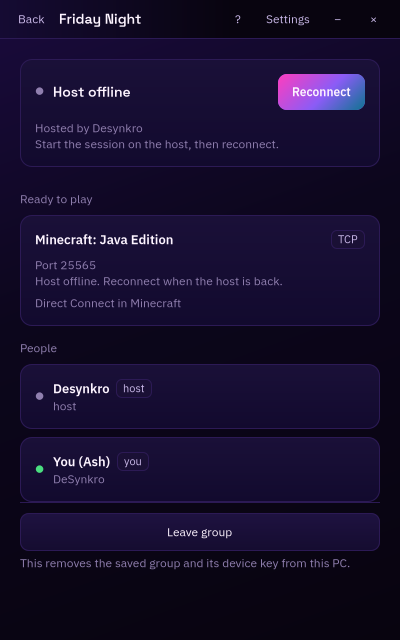 Back Friday Night ? Settings – ×
Host offline Reconnect
Hosted by Desynkro
Start the session on the host, then reconnect.
Ready to play
Minecraft: Java Edition TCP
Port 25565
Host offline. Reconnect when the host is back.
Direct Connect in Minecraft
People
Desynkro host
host
You (Ash) you
DeSynkro
Leave group
This removes the saved group and its device key from this PC.